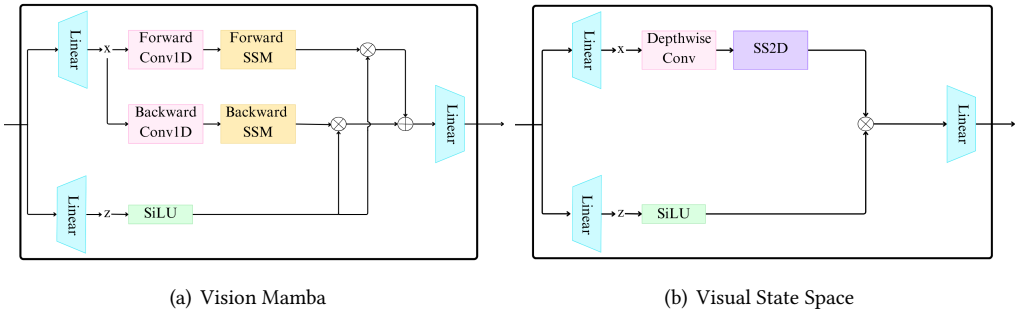 Linear
x
Forward
Conv1D
Forward
SSM
Backward
Conv1D
Backward
SSM
Linear
Linear
z
SiLU
(a) Vision Mamba
Linear
x
Depthwise
Conv
SS2D
Linear
Linear
z
SiLU
(b) Visual State Space